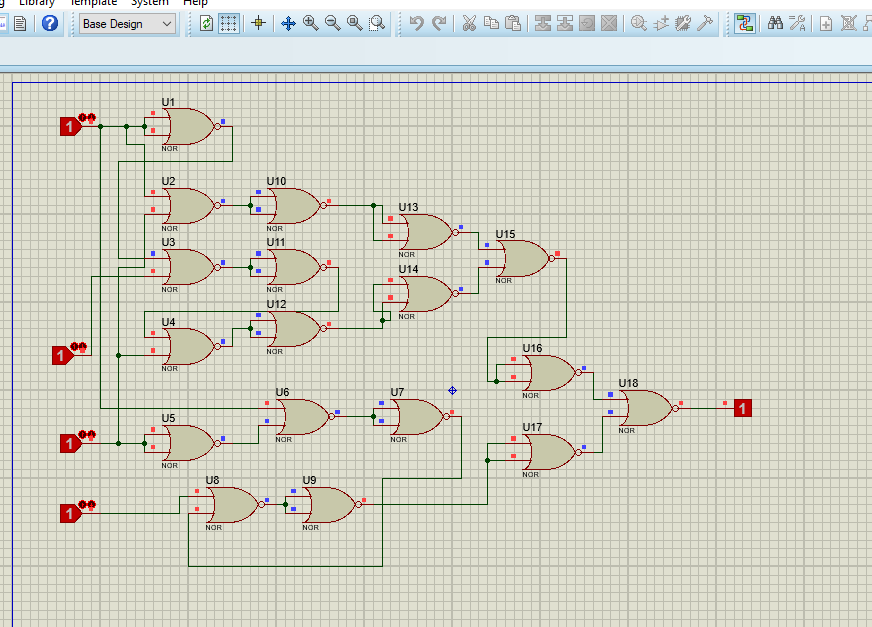 Library Template System Help
Base Design
U1
1
NOR
U2
U10
NOR
NOR
U13
NOR
U3
U11
NOR
NOR
U15
NOR
U14
NOR
U12
NOR
U4
NOR
1
U16
NOR
U18
NOR
1
U6
NOR
U7
NOR
U5
NOR
1
U17
NOR
U8
NOR
U9
NOR
1